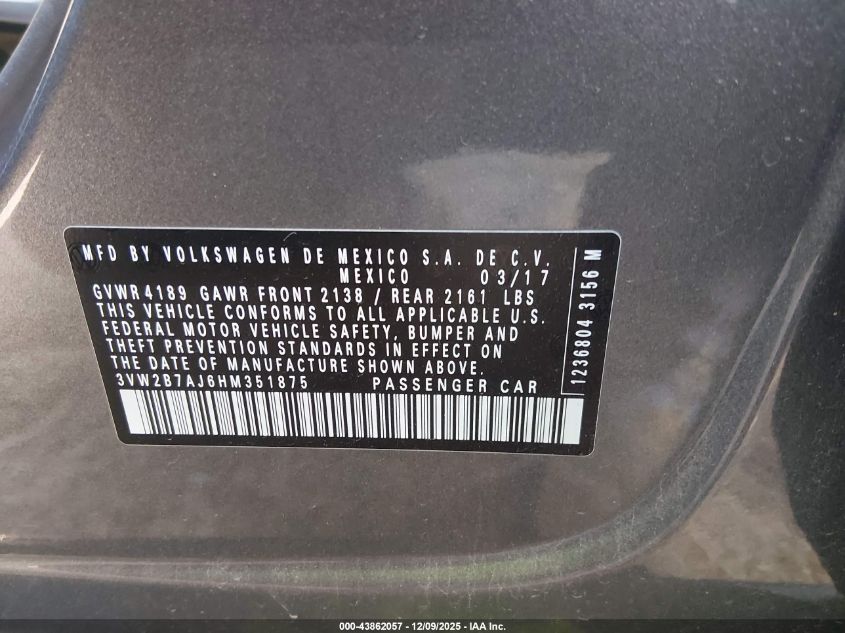 MFD BY VOLKSWAGEN DE MEXICO S.A. DE C.V.
MEXICO 03/17
GVWR 4189 GAWR FRONT 2138 / REAR 2161 LBS
THIS VEHICLE CONFORMS TO ALL APPLICABLE U.S.
FEDERAL MOTOR VEHICLE SAFETY, BUMPER AND
THEFT PREVENTION STANDARDS IN EFFECT ON
THE DATE OF MANUFACTURE SHOWN ABOVE.
3VW2B7AJ6HM351875 PASSENGER CAR
1236804 3156 M
000-43862057 - 12/09/2025 - IAA Inc.